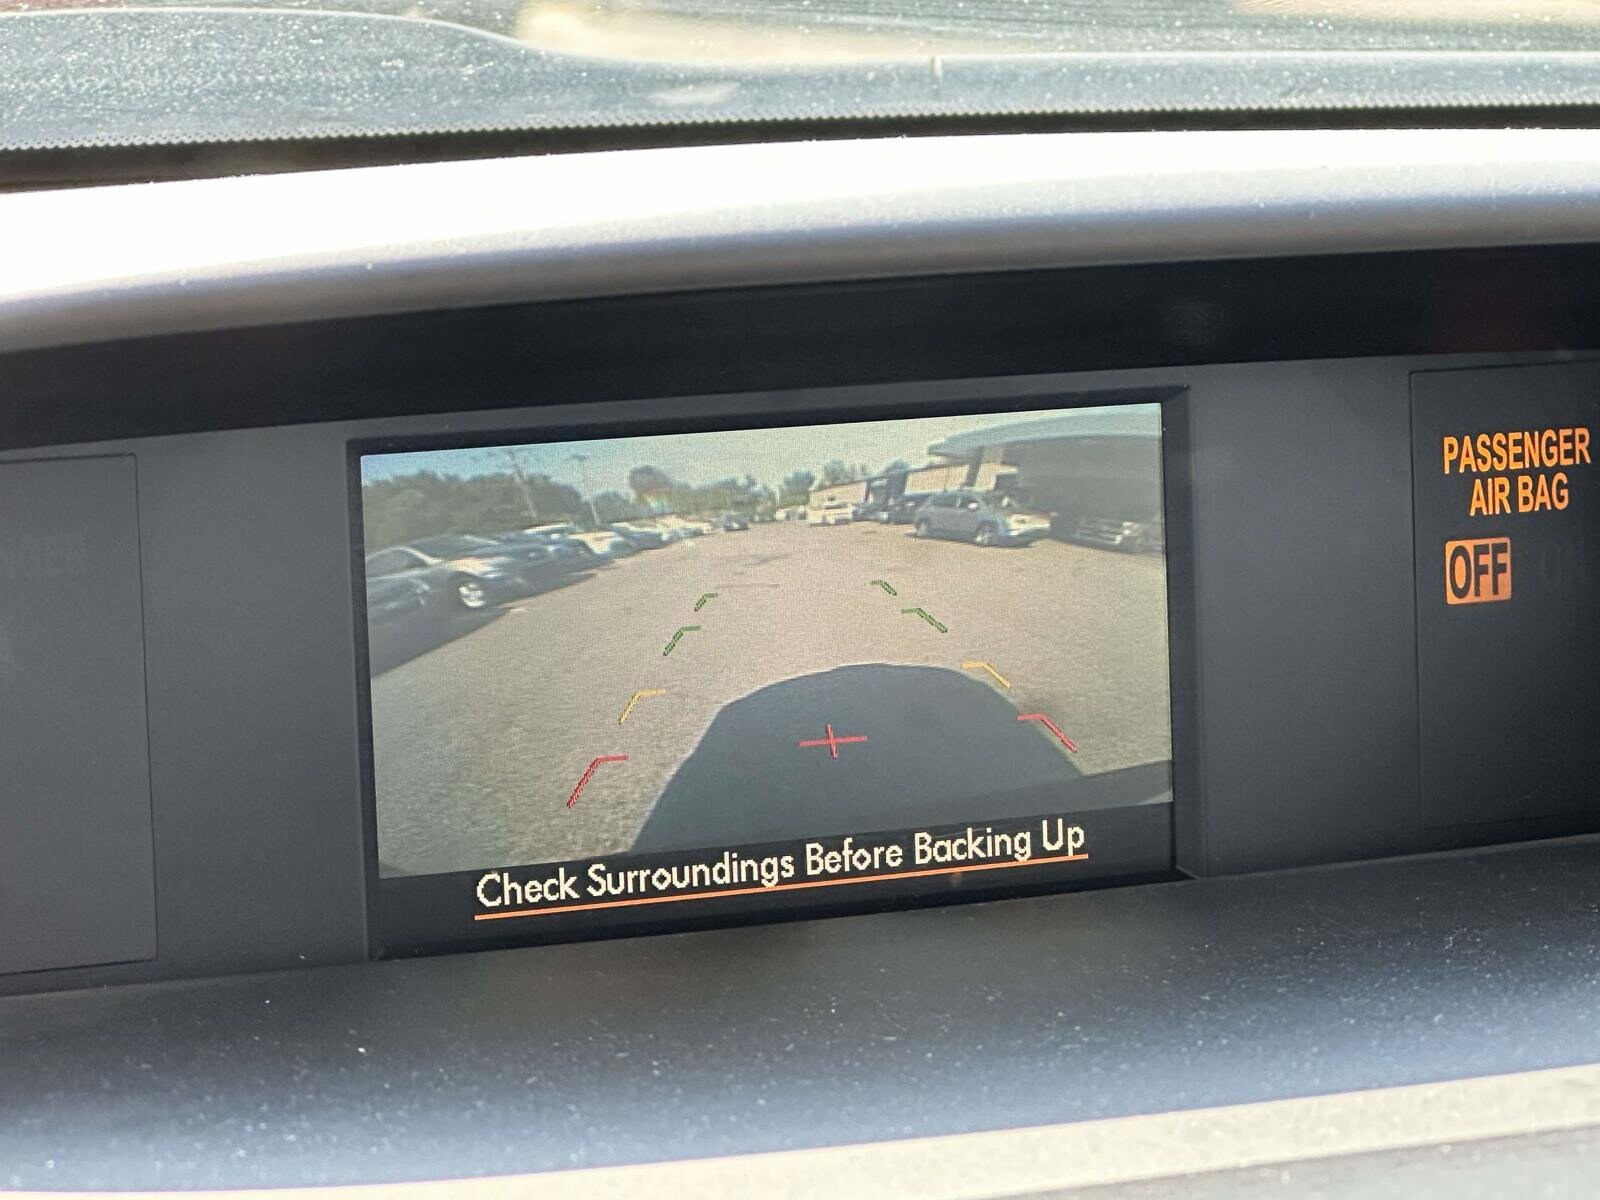 Check Surroundings Before Backing Up
PASSENGER
AIR BAG
OFF